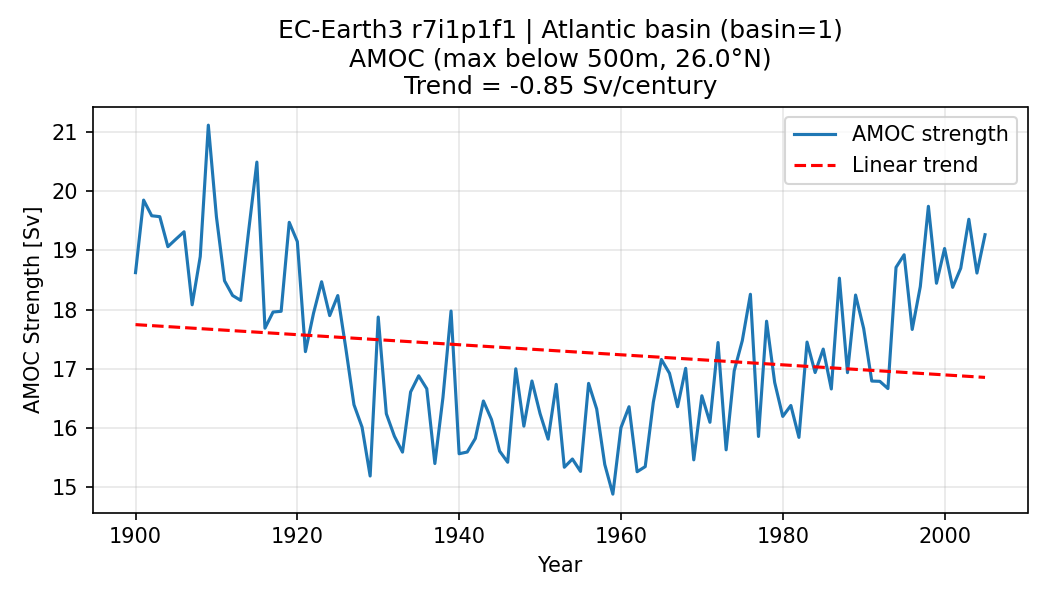 EC-Earth3 r7i1p1f1 | Atlantic basin (basin=1)
AMOC (max below 500m, 26.0°N)
Trend = -0.85 Sv/century
AMOC strength
Linear trend
AMOC Strength [Sv]
21
20
19
18
17
16
15
1900
1920
1940
1960
1980
2000
Year